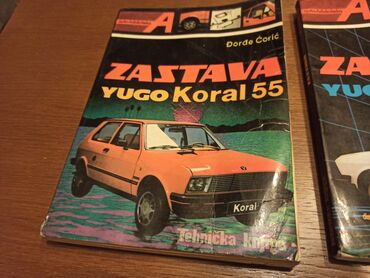 A
Đorđe Ćorić
ZASTAVA
YUGO Koral 55
Koral
Tehnička knjiga
A
ZA
YUG